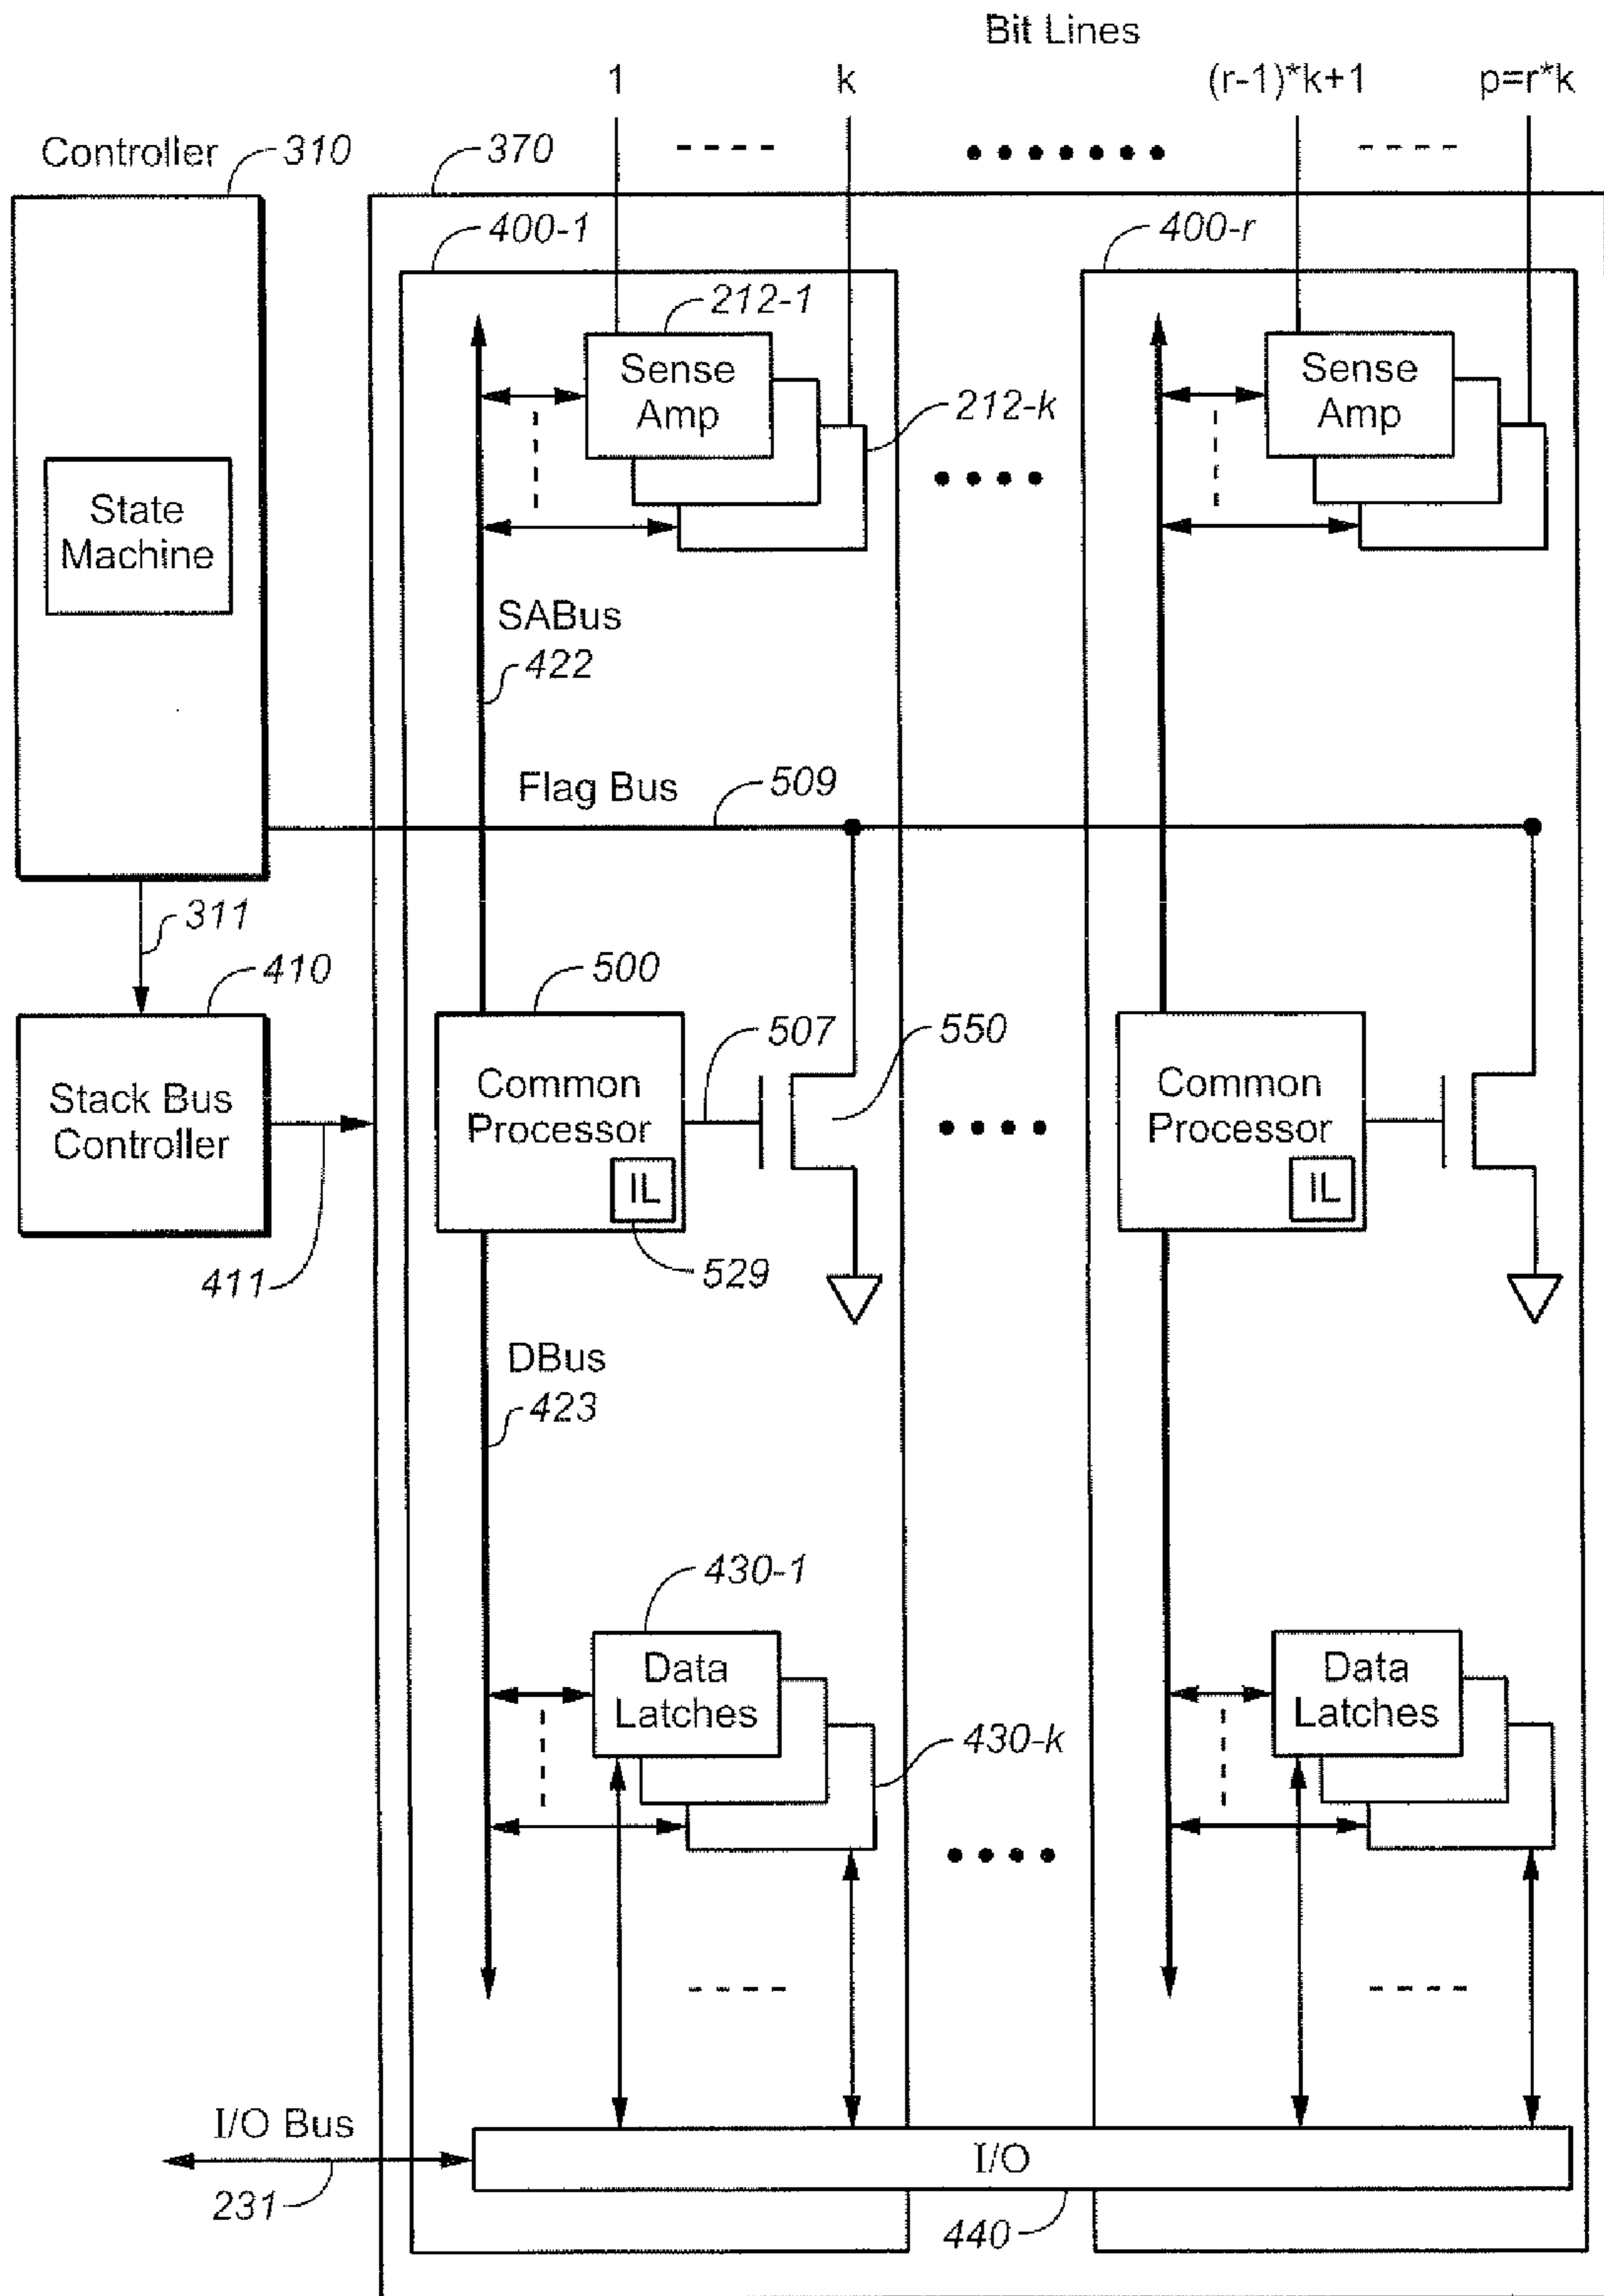 Bit Lines
1
k
(r-1)*k+1
p=r*k
Controller
310
370
400-1
400-r
212-1
Sense
Amp
212-k
Sense
Amp
State
Machine
SABus
422
Flag Bus
509
311
410
500
507
550
Stack Bus
Controller
Common
Processor
IL
Common
Processor
IL
411
529
DBus
423
430-1
Data
Latches
430-k
Data
Latches
I/O Bus
231
I/O
440